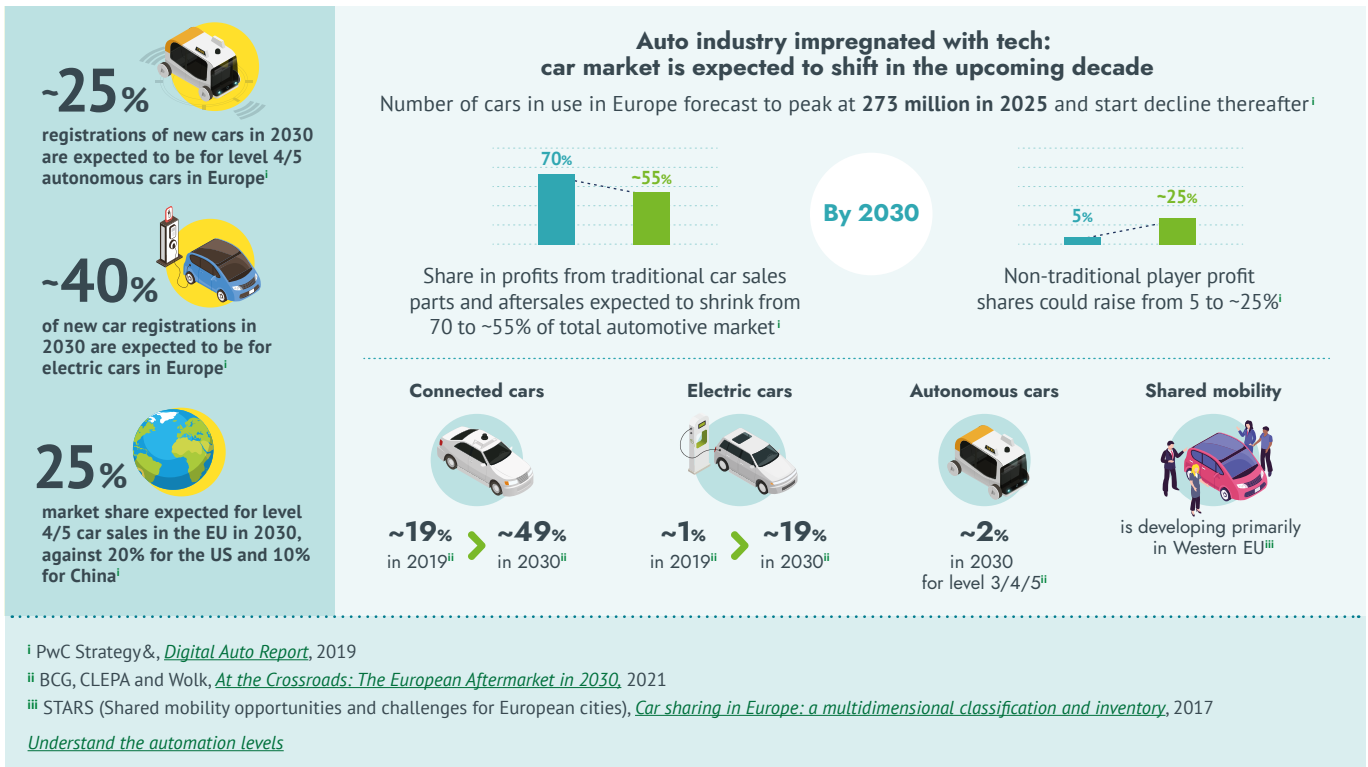 ~25%
registrations of new cars in 2030
are expected to be for level 4/5
autonomous cars in Europeⁱ
~40%
of new car registrations in
2030 are expected to be for
electric cars in Europeⁱ
25%
market share expected for level
4/5 car sales in the EU in 2030,
against 20% for the US and 10%
for Chinaⁱ
Auto industry impregnated with tech:
car market is expected to shift in the upcoming decade
Number of cars in use in Europe forecast to peak at 273 million in 2025 and start decline thereafterⁱ
70%
~55%
Share in profits from traditional car sales
parts and aftersales expected to shrink from
70 to ~55% of total automotive marketⁱ
By 2030
5%
~25%
Non-traditional player profit
shares could raise from 5 to ~25%ⁱ
Connected cars
~19%
in 2019ⁱⁱ
~49%
in 2030ⁱⁱ
Electric cars
~1%
in 2019ⁱⁱ
~19%
in 2030ⁱⁱ
Autonomous cars
~2%
in 2030
for level 3/4/5ⁱⁱ
Shared mobility
is developing primarily
in Western EUⁱⁱⁱ
ⁱ PwC Strategy&, Digital Auto Report, 2019
ⁱⁱ BCG, CLEPA and Wolk, At the Crossroads: The European Aftermarket in 2030, 2021
ⁱⁱⁱ STARS (Shared mobility opportunities and challenges for European cities), Car sharing in Europe: a multidimensional classification and inventory, 2017
Understand the automation levels